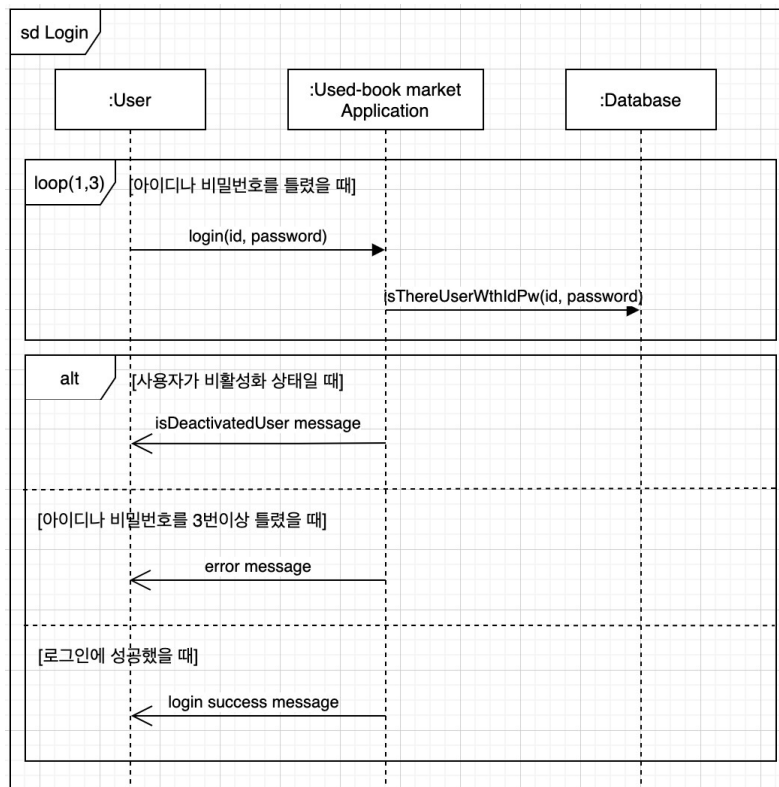 sd Login
:User
:Used-book market
Application
:Database
loop(1,3)
[아이디나 비밀번호를 틀렸을 때]
login(id, password)
isThereUserWthIdPw(id, password)
alt
[사용자가 비활성화 상태일 때]
isDeactivatedUser message
[아이디나 비밀번호를 3번이상 틀렸을 때]
error message
[로그인에 성공했을 때]
login success message